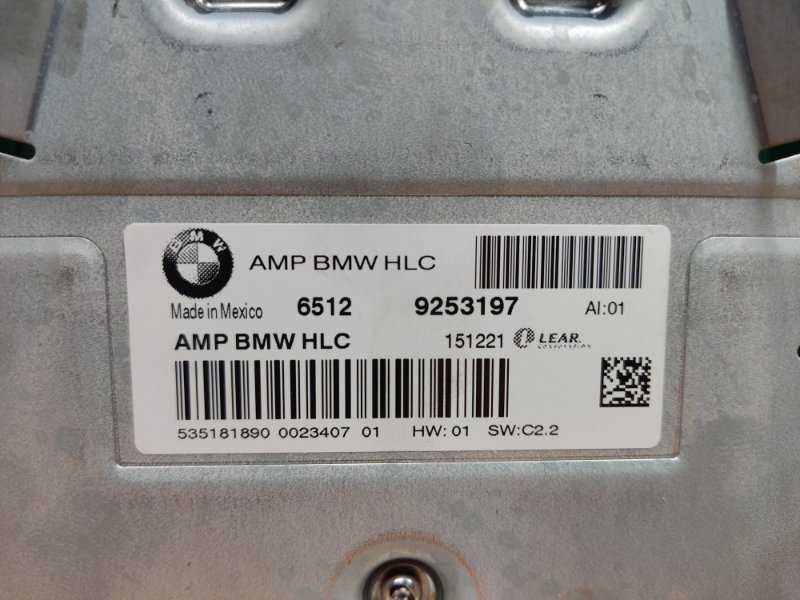 BMW
AMP BMW HLC
Made in Mexico 6512 9253197 AI:01
AMP BMW HLC 151221 LEAR.
CORPORATION
535181890 0023407 01 HW: 01 SW:C2.2